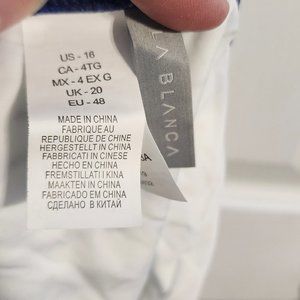 US - 16
CA - 4TG
MX - 4 EX G
UK - 20
EU - 48
MADE IN CHINA
FABRIQUE AU
REPUBLIQUE DE CHINE
HERGESTELLT IN CHINA
FABBRICATI IN CINESE
HECHO EN CHINA
FREMSTILLATI I KINA
MAAKTEN IN CHINA
FABRICADO EM CHINA
СДЕЛАНО В КИТАЙ
LA BLANCA